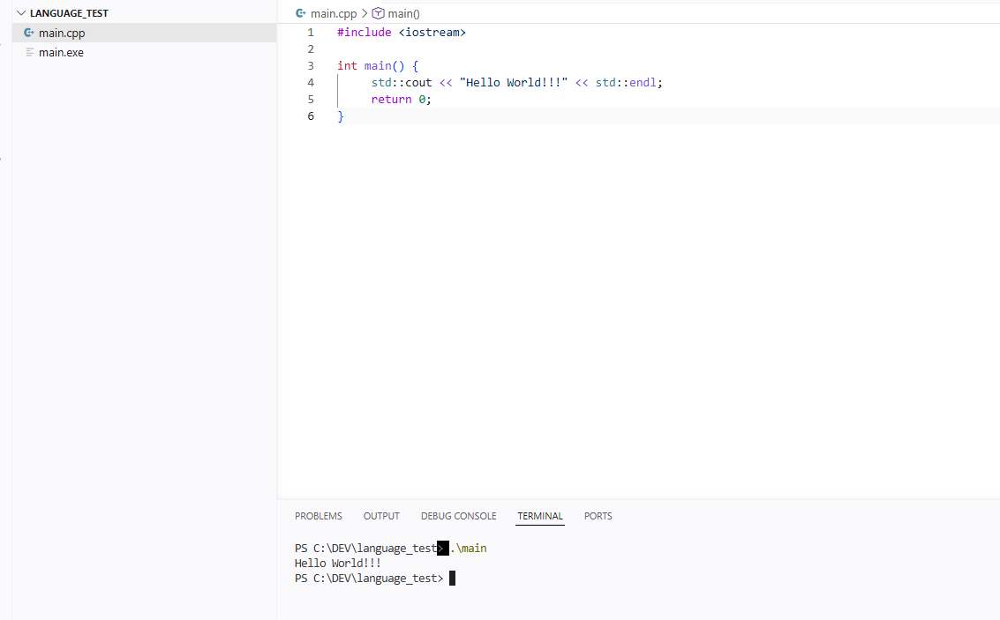 LANGUAGE_TEST
main.cpp
main.exe
main.cpp > main()
1 #include <iostream>
2
3 int main() {
4     std::cout << "Hello World!!!" << std::endl;
5     return 0;
6 }
PROBLEMS OUTPUT DEBUG CONSOLE TERMINAL PORTS
PS C:\DEV\language_test> .\main
Hello World!!!
PS C:\DEV\language_test>